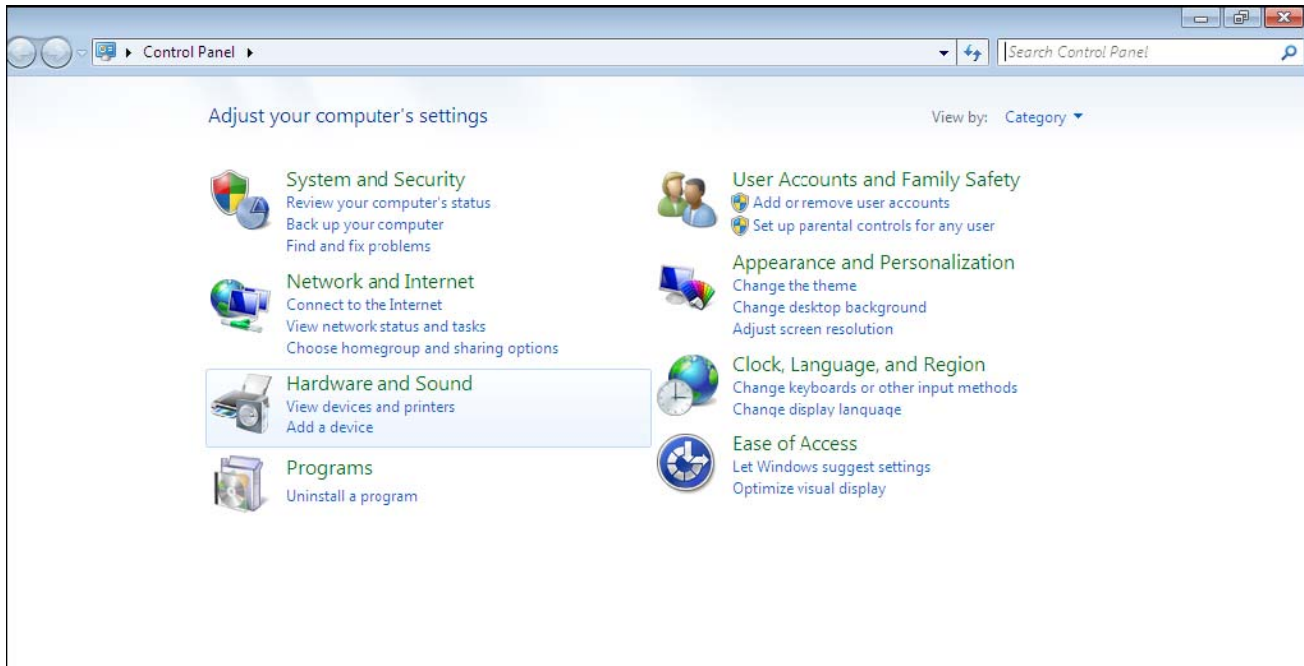 Control Panel
Search Control Panel
Adjust your computer's settings
View by: Category
System and Security
Review your computer's status
Back up your computer
Find and fix problems
Network and Internet
Connect to the Internet
View network status and tasks
Choose homegroup and sharing options
Hardware and Sound
View devices and printers
Add a device
Programs
Uninstall a program
User Accounts and Family Safety
Add or remove user accounts
Set up parental controls for any user
Appearance and Personalization
Change the theme
Change desktop background
Adjust screen resolution
Clock, Language, and Region
Change keyboards or other input methods
Change display language
Ease of Access
Let Windows suggest settings
Optimize visual display